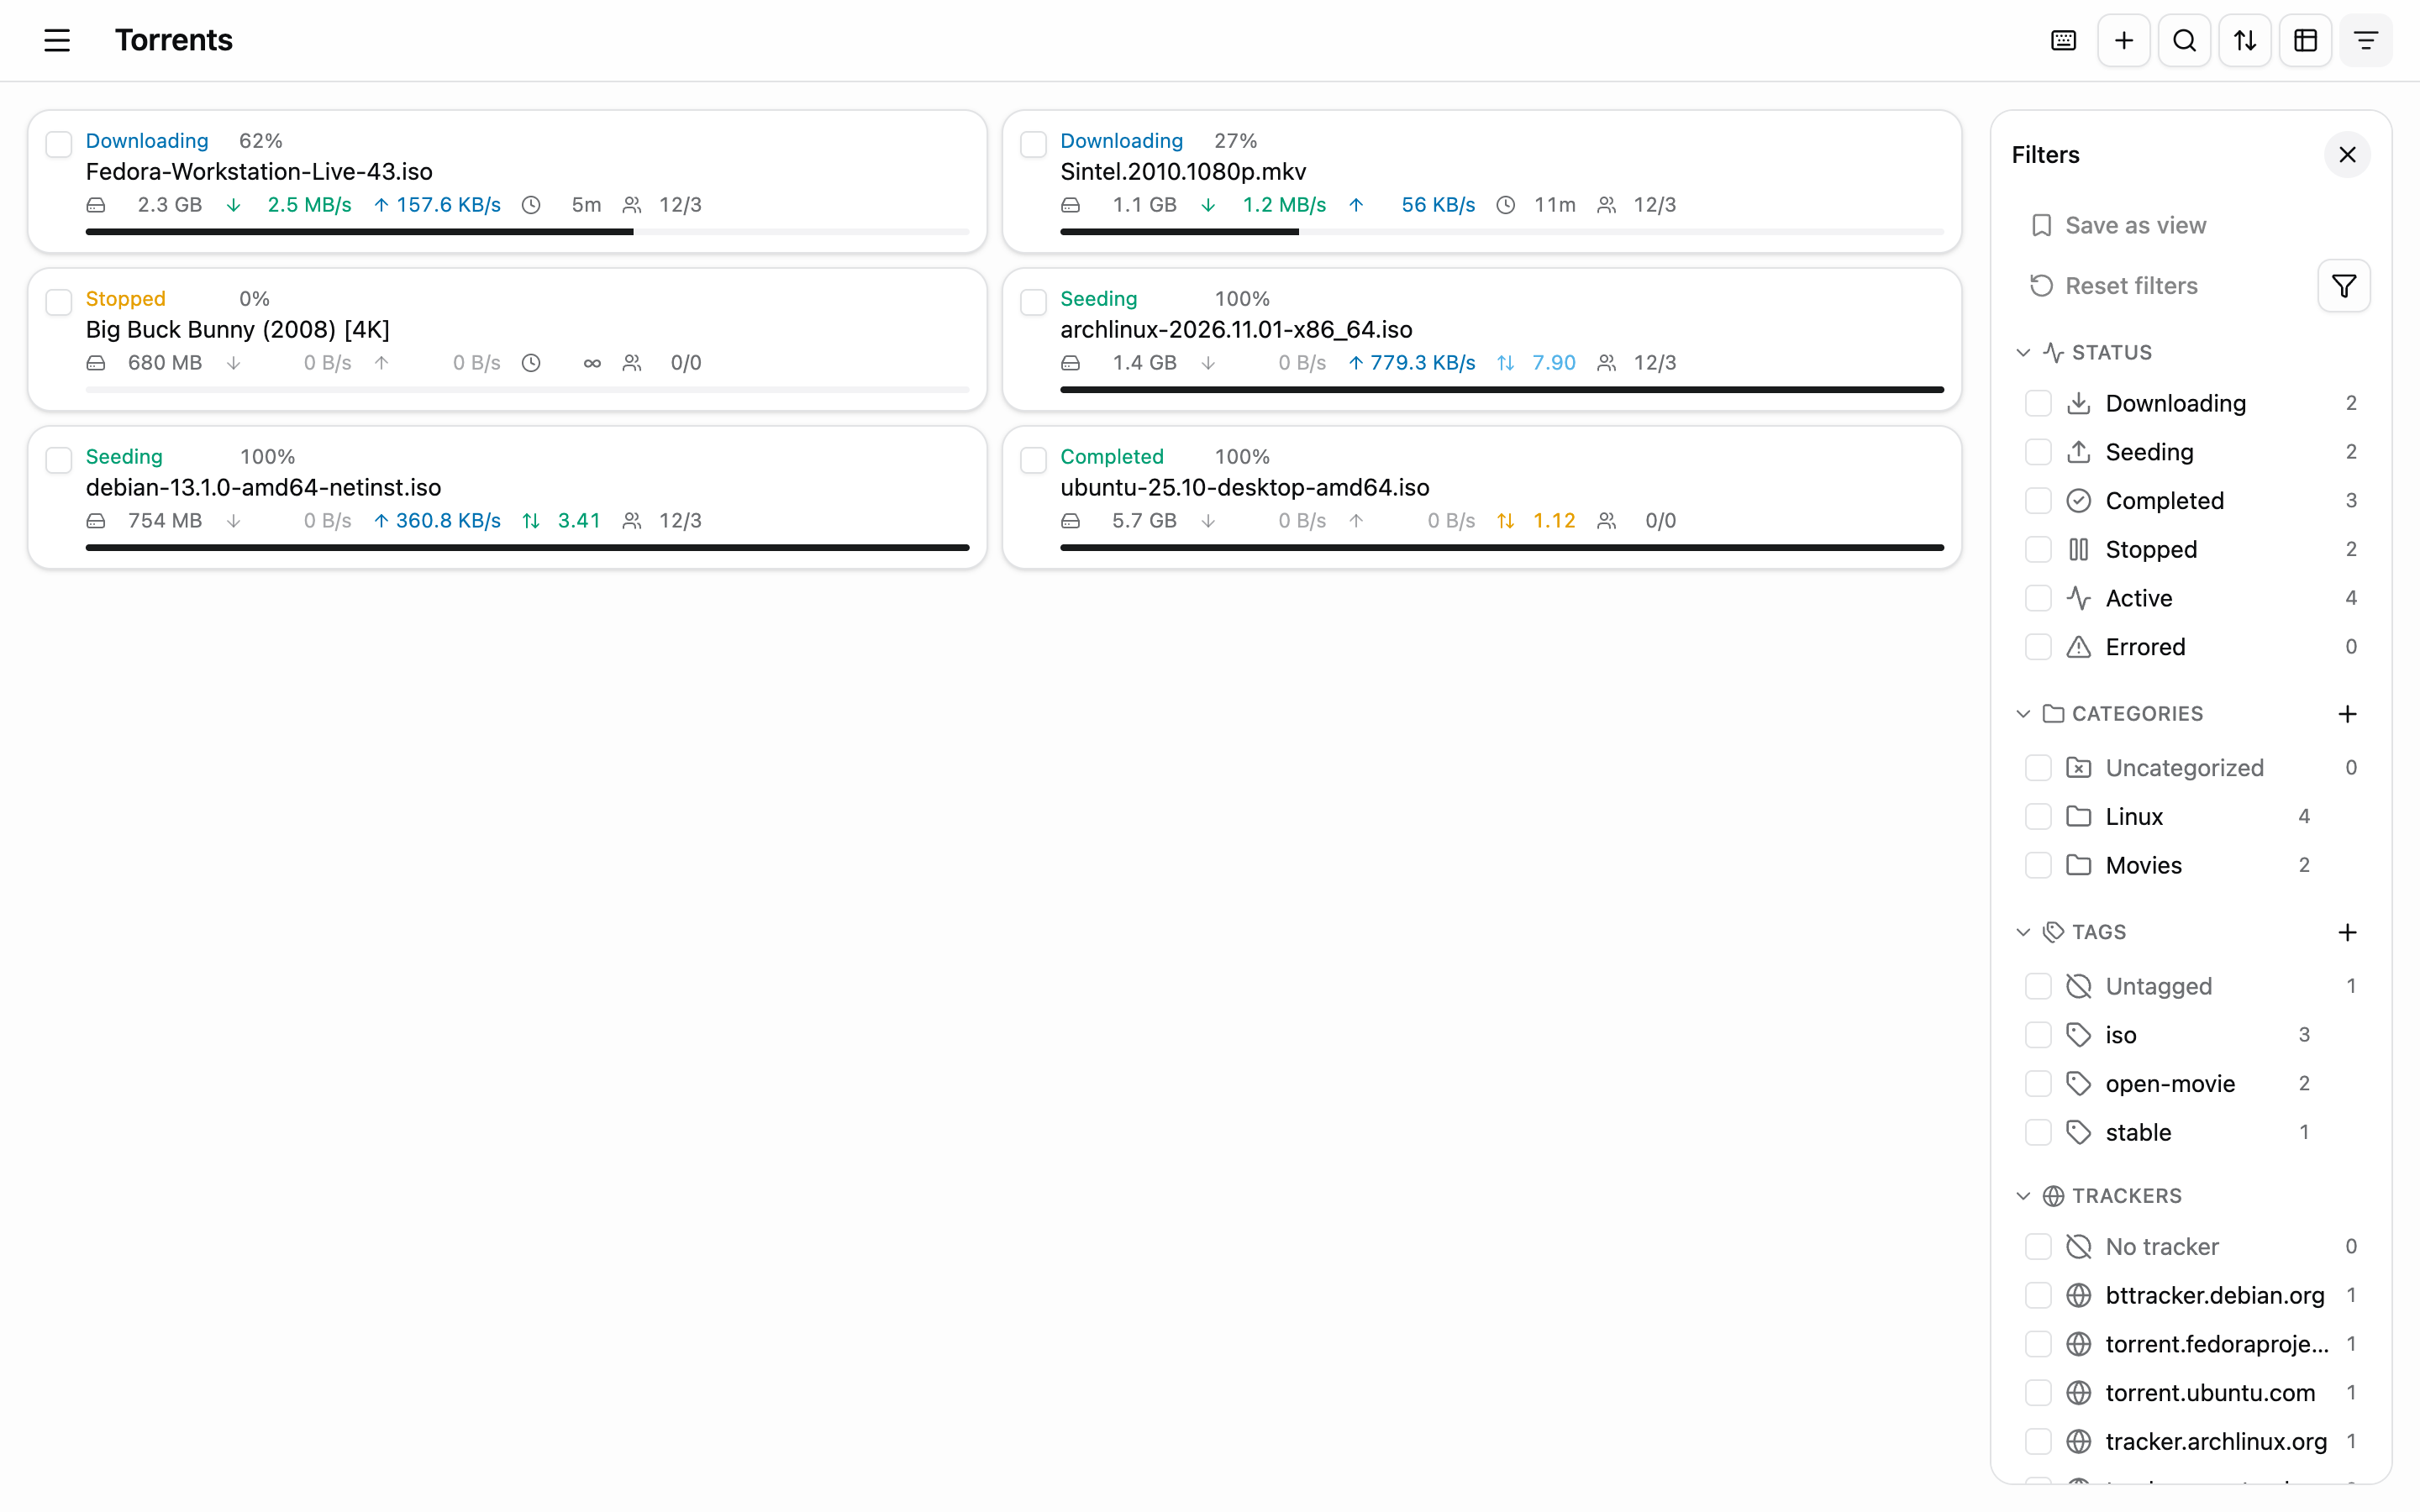 Torrents
Downloading 62%
Fedora-Workstation-Live-43.iso
2.3 GB 2.5 MB/s 157.6 KB/s 5m 12/3
Downloading 27%
Sintel.2010.1080p.mkv
1.1 GB 1.2 MB/s 56 KB/s 11m 12/3
Stopped 0%
Big Buck Bunny (2008) [4K]
680 MB 0 B/s 0 B/s ∞ 0/0
Seeding 100%
archlinux-2026.11.01-x86_64.iso
1.4 GB 0 B/s 779.3 KB/s 7.90 12/3
Seeding 100%
debian-13.1.0-amd64-netinst.iso
754 MB 0 B/s 360.8 KB/s 3.41 12/3
Completed 100%
ubuntu-25.10-desktop-amd64.iso
5.7 GB 0 B/s 0 B/s 1.12 0/0
Filters
Save as view
Reset filters
STATUS
Downloading 2
Seeding 2
Completed 3
Stopped 2
Active 4
Errored 0
CATEGORIES
Uncategorized 0
Linux 4
Movies 2
TAGS
Untagged 1
iso 3
open-movie 2
stable 1
TRACKERS
No tracker 0
bttracker.debian.org 1
torrent.fedoraproje... 1
torrent.ubuntu.com 1
tracker.archlinux.org 1